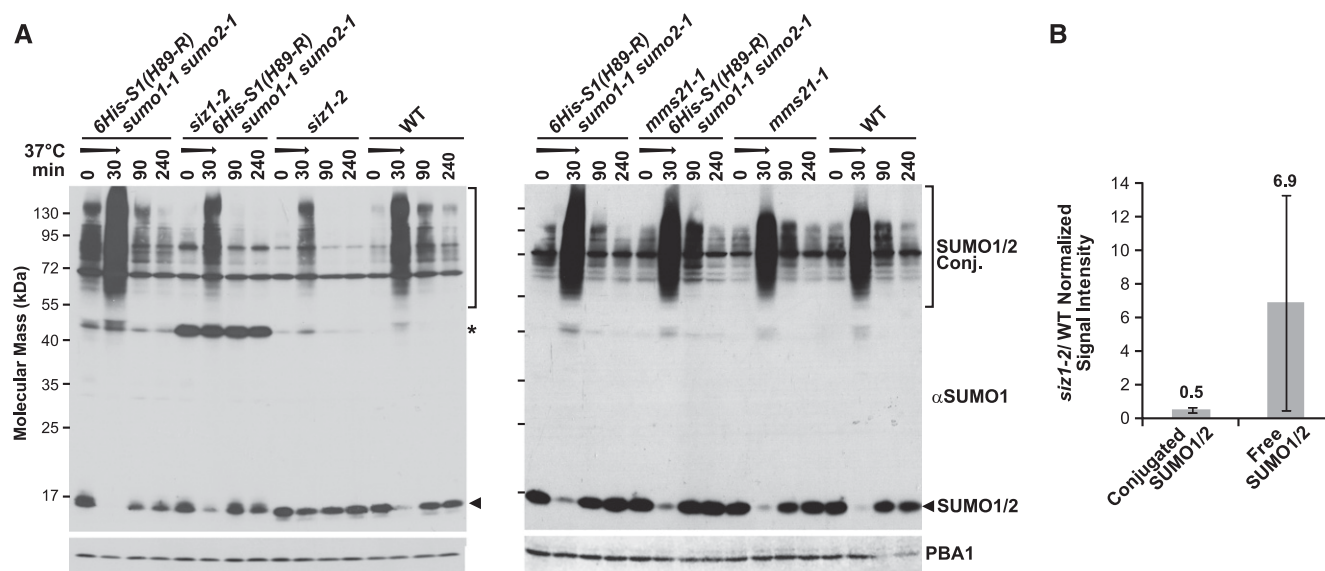 A
6His-S1(H89-R)
sumo1-1 sumo2-1
siz1-2
6His-S1(H89-R)
sumo1-1 sumo2-1
siz1-2
WT
37°C
min
0 30 90 240 0 30 90 240 0 30 90 240 0 30 90 240
Molecular Mass (kDa)
130
95
72
55
40
35
25
17
*
6His-S1(H89-R)
sumo1-1 sumo2-1
mms21-1
6His-S1(H89-R)
sumo1-1 sumo2-1
mms21-1
WT
0 30 90 240 0 30 90 240 0 30 90 240 0 30 90 240
SUMO1/2
Conj.
αSUMO1
SUMO1/2
PBA1
B
siz1-2/ WT Normalized
Signal Intensity
14
12
10
8
6
4
2
0
0.5
6.9
Conjugated
SUMO1/2
Free
SUMO1/2